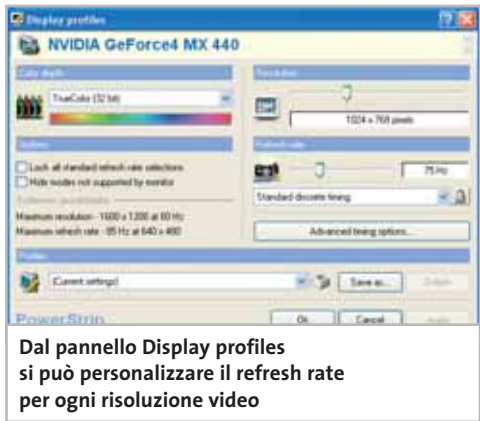 Display profiles
NVIDIA GeForce4 MX 440
Color depth
Resolution
TrueColor (32 bit)
1024 x 768 pixels
Options
Refresh rate
Lock all standard refresh rate selections
75 Hz
Hide modes not supported by monitor
Standard discrete timing
Maximum resolution - 1600 x 1200 at 60 Hz
Maximum refresh rate - 85 Hz at 640 x 480
Advanced timing options...
Profiles
(Current settings)
Save as...
Delete
PowerStrip
Ok
Cancel
Apply
Dal pannello Display profiles
si può personalizzare il refresh rate
per ogni risoluzione video